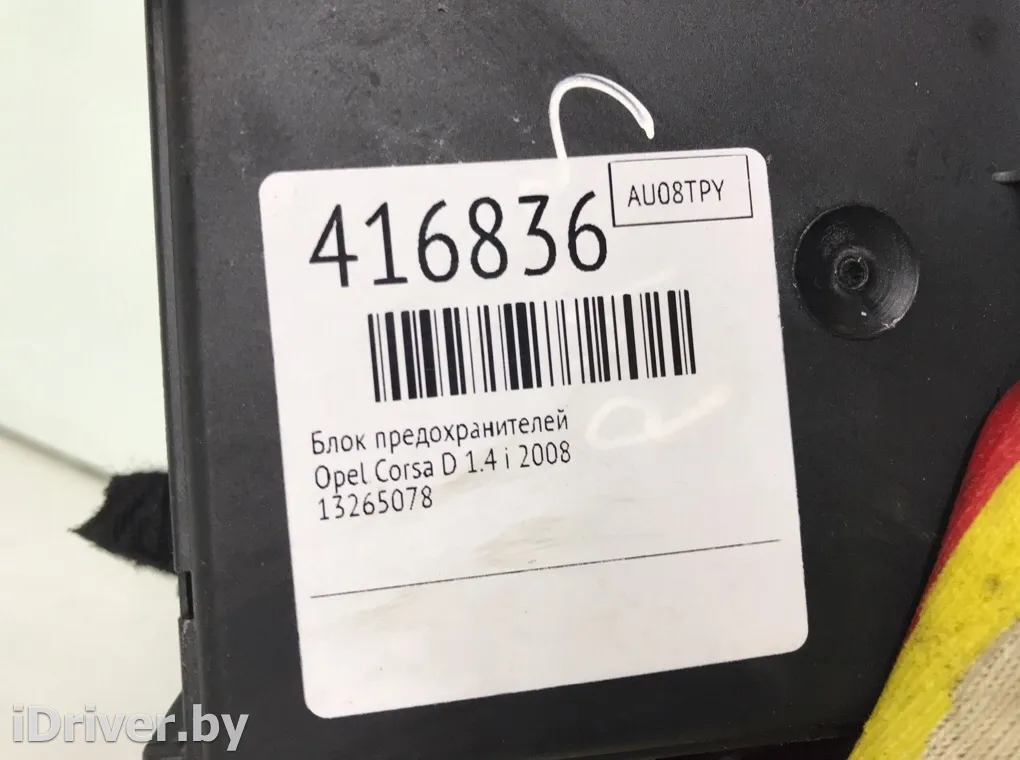 416836
AU08TPY
Блок предохранителей
Opel Corsa D 1.4 i 2008
13265078
iDriver.by